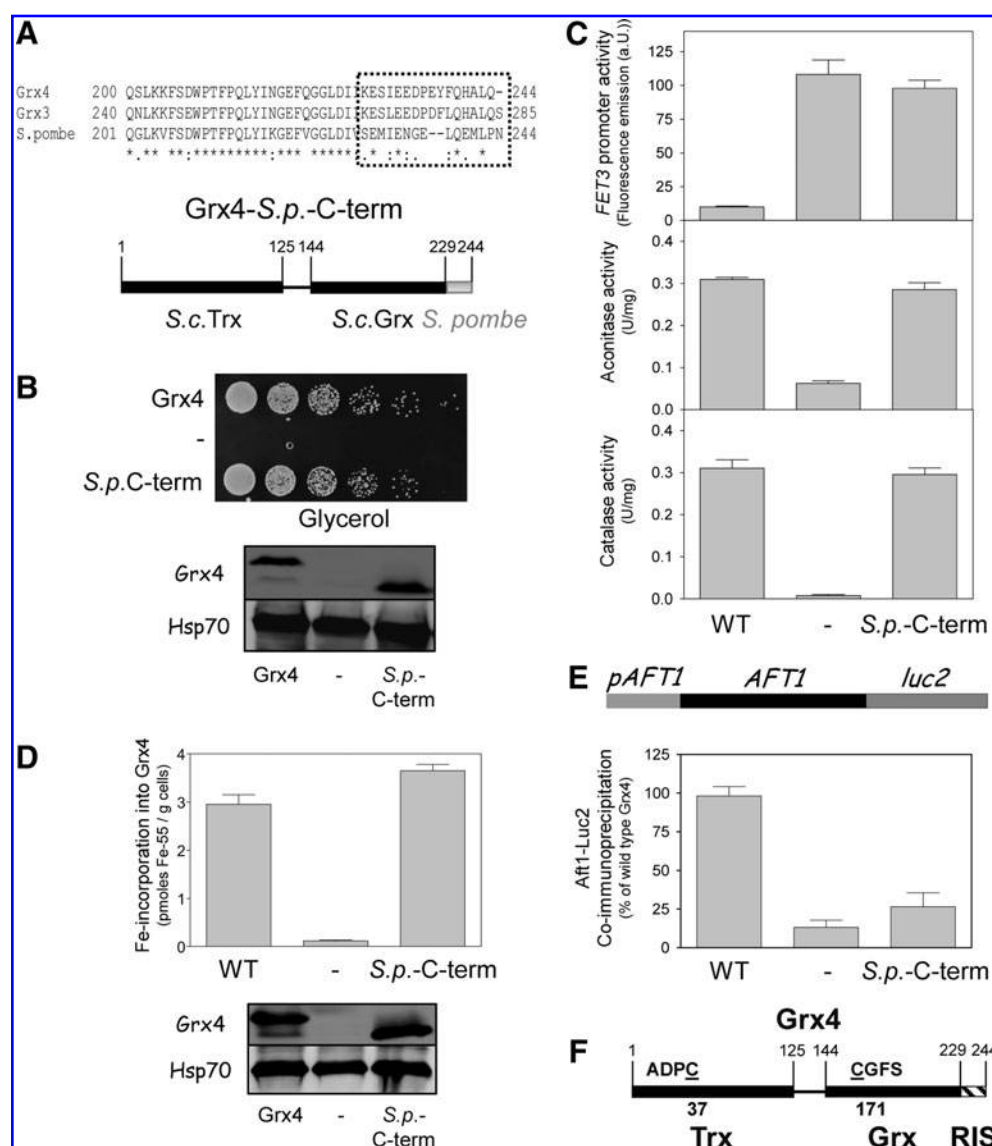 A
Grx4 200 QSLKKFSDWPTFPQLYINGEFQGGLDIIKESIEEDPEYFQHALQ- 244
Grx3 240 QNLKKFSDWPTFPQLYINGEFQGGLDIIKESLEEDPDFLQHALQS 285
S.pombe 201 QGLKVFSDWPTFPQLYIKGEFVGGLDIVSEMIENGE--LQEMLPN 244
*.** **:*********:*** *****:.* :*: :*. *
Grx4-S.p.-C-term
1 125 144 229 244
S.c.Trx S.c.Grx S. pombe
B
Grx4
-
S.p.C-term
Glycerol
Grx4
Hsp70
Grx4 - S.p.-
C-term
C
FET3 promoter activity
(Fluorescence emission (a.U.)
125
100
75
50
25
0
Aconitase activity
(U/mg)
0.4
0.3
0.2
0.1
0.0
Catalase activity
(U/mg)
0.4
0.3
0.2
0.1
0.0
WT - S.p.-C-term
D
Fe-incorporation into Grx4
(pmoles Fe-55 / g cells)
4
3
2
1
0
WT - S.p.-C-term
Grx4
Hsp70
Grx4 - S.p.-
C-term
E
pAFT1 AFT1 luc2
Aft1-Luc2
Co-immunoprecipitation
(% of wild type Grx4)
125
100
75
50
25
0
WT - S.p.-C-term
F
Grx4
1 125 144 229 244
ADPC CGFS
37 171
Trx Grx RIS